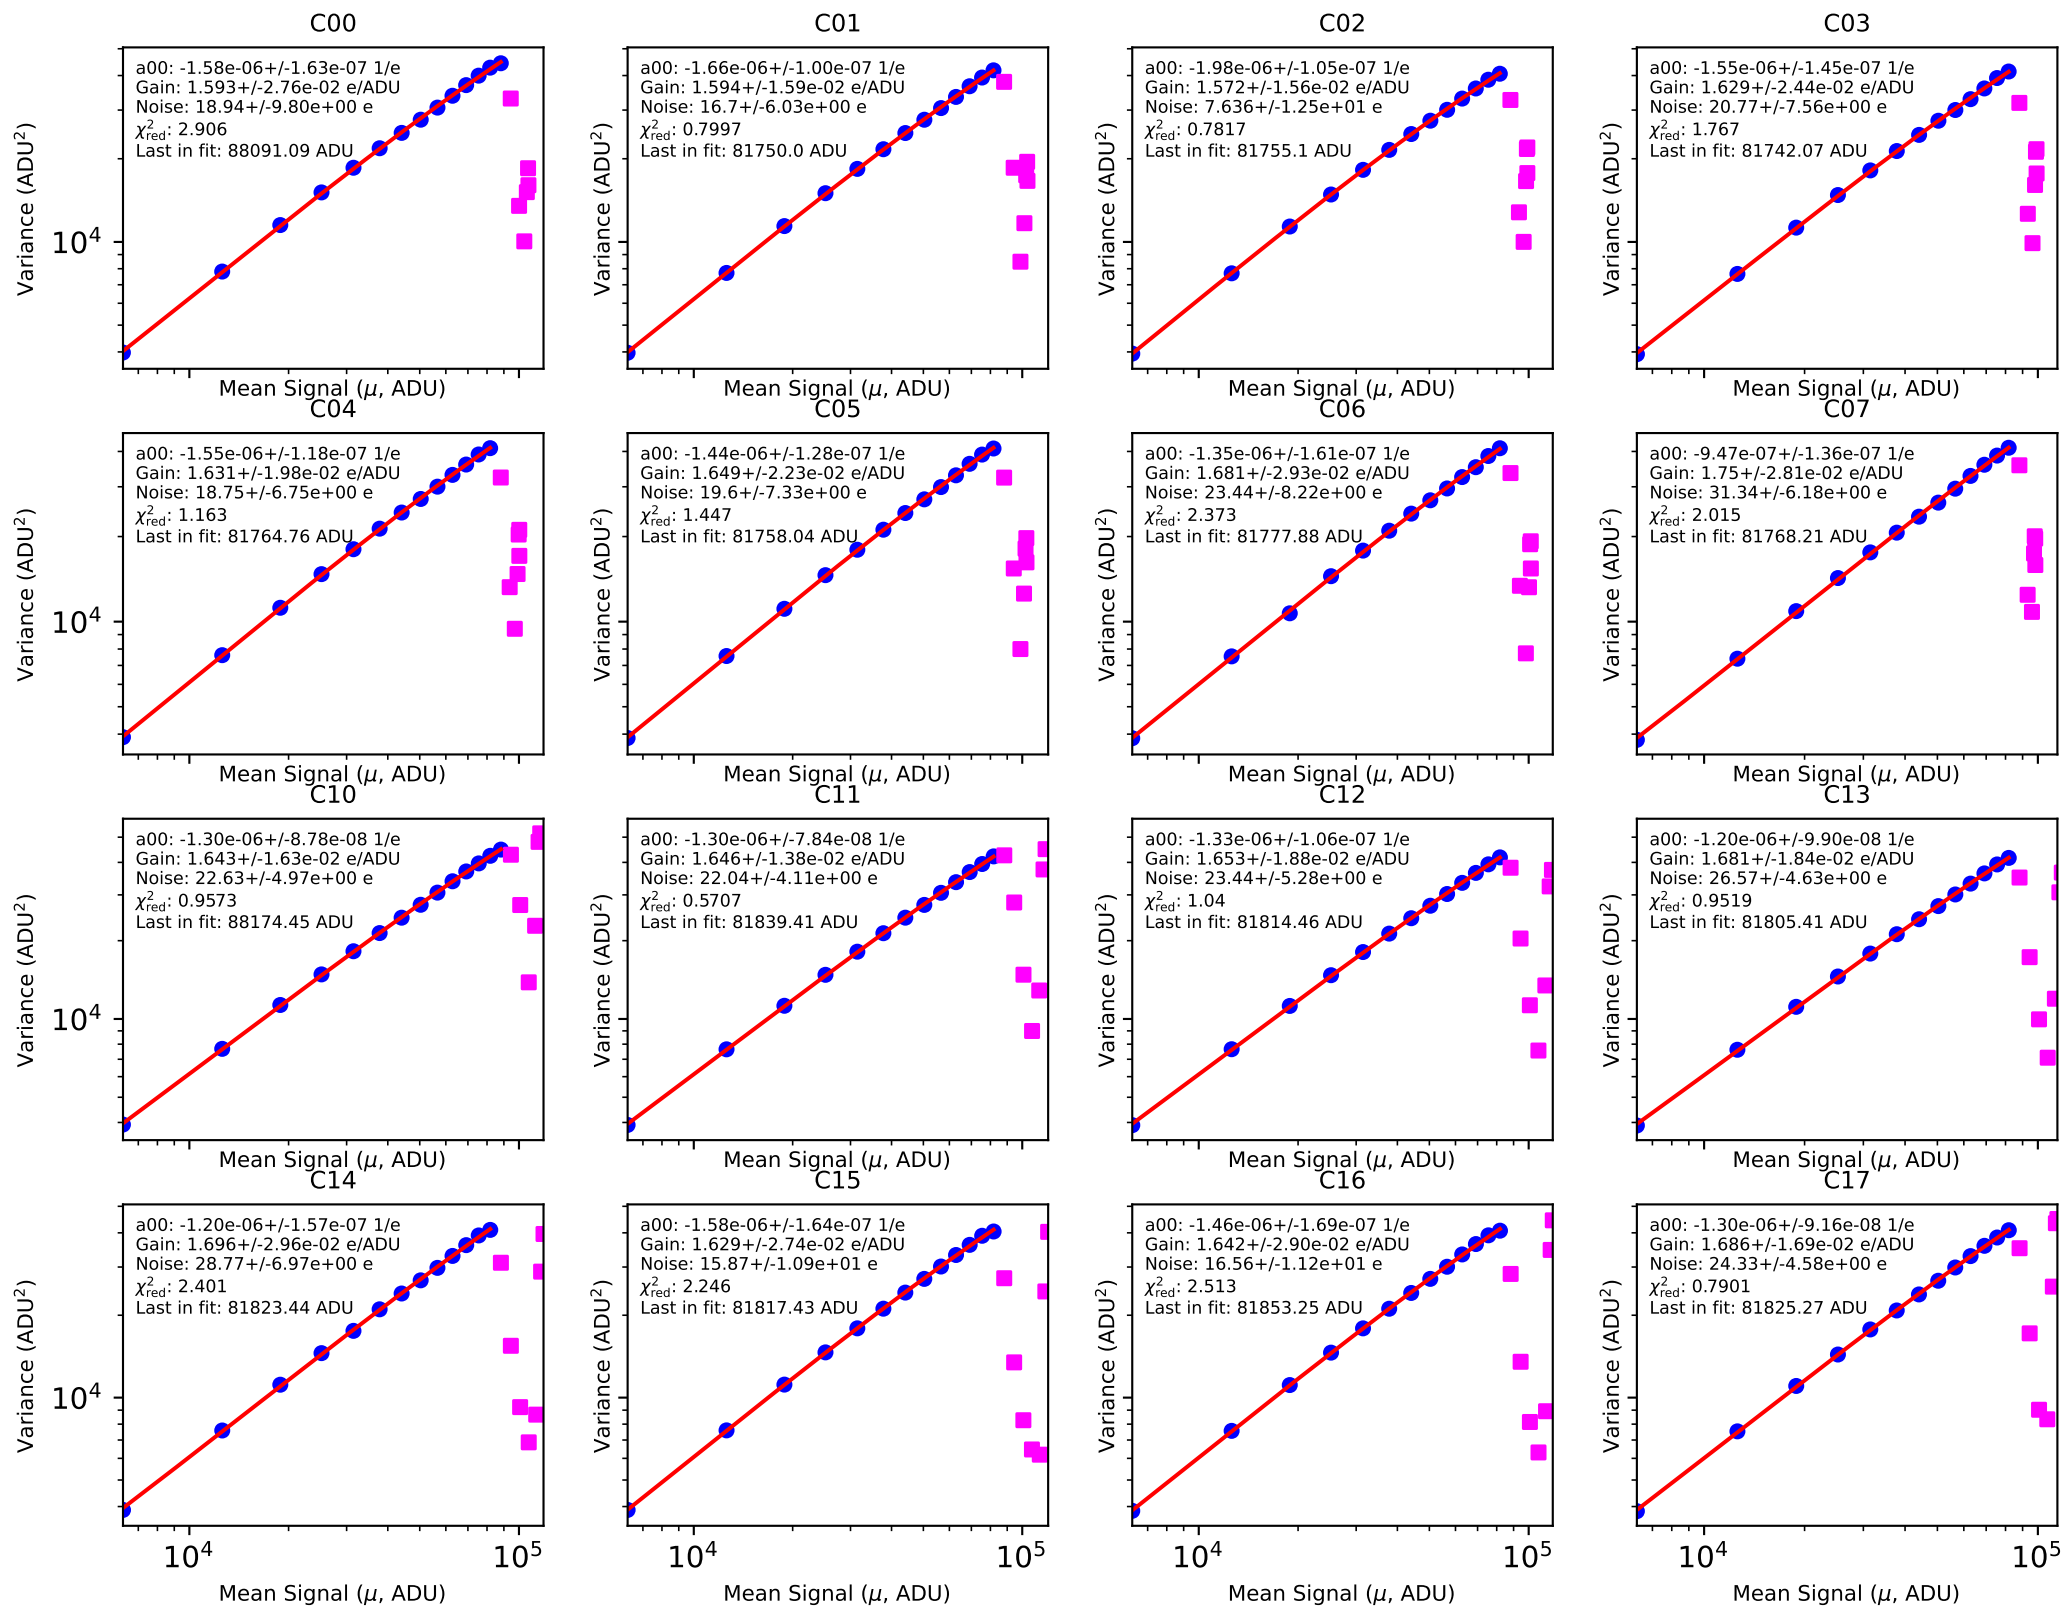 C00
a00: -1.58e-06+/-1.63e-07 1/e
Gain: 1.593+/-2.76e-02 e/ADU
Noise: 18.94+/-9.80e+00 e
χ²red: 2.906
Last in fit: 88091.09 ADU
Variance (ADU²)
10⁴
Mean Signal (μ, ADU)
C01
a00: -1.66e-06+/-1.00e-07 1/e
Gain: 1.594+/-1.59e-02 e/ADU
Noise: 16.7+/-6.03e+00 e
χ²red: 0.7997
Last in fit: 81750.0 ADU
Variance (ADU²)
Mean Signal (μ, ADU)
C02
a00: -1.98e-06+/-1.05e-07 1/e
Gain: 1.572+/-1.56e-02 e/ADU
Noise: 7.636+/-1.25e+01 e
χ²red: 0.7817
Last in fit: 81755.1 ADU
Variance (ADU²)
Mean Signal (μ, ADU)
C03
a00: -1.55e-06+/-1.45e-07 1/e
Gain: 1.629+/-2.44e-02 e/ADU
Noise: 20.77+/-7.56e+00 e
χ²red: 1.767
Last in fit: 81742.07 ADU
Variance (ADU²)
Mean Signal (μ, ADU)
C04
a00: -1.55e-06+/-1.18e-07 1/e
Gain: 1.631+/-1.98e-02 e/ADU
Noise: 18.75+/-6.75e+00 e
χ²red: 1.163
Last in fit: 81764.76 ADU
Variance (ADU²)
10⁴
Mean Signal (μ, ADU)
C05
a00: -1.44e-06+/-1.28e-07 1/e
Gain: 1.649+/-2.23e-02 e/ADU
Noise: 19.6+/-7.33e+00 e
χ²red: 1.447
Last in fit: 81758.04 ADU
Variance (ADU²)
Mean Signal (μ, ADU)
C06
a00: -1.35e-06+/-1.61e-07 1/e
Gain: 1.681+/-2.93e-02 e/ADU
Noise: 23.44+/-8.22e+00 e
χ²red: 2.373
Last in fit: 81777.88 ADU
Variance (ADU²)
Mean Signal (μ, ADU)
C07
a00: -9.47e-07+/-1.36e-07 1/e
Gain: 1.75+/-2.81e-02 e/ADU
Noise: 31.34+/-6.18e+00 e
χ²red: 2.015
Last in fit: 81768.21 ADU
Variance (ADU²)
Mean Signal (μ, ADU)
C10
a00: -1.30e-06+/-8.78e-08 1/e
Gain: 1.643+/-1.63e-02 e/ADU
Noise: 22.63+/-4.97e+00 e
χ²red: 0.9573
Last in fit: 88174.45 ADU
Variance (ADU²)
10⁴
Mean Signal (μ, ADU)
C11
a00: -1.30e-06+/-7.84e-08 1/e
Gain: 1.646+/-1.38e-02 e/ADU
Noise: 22.04+/-4.11e+00 e
χ²red: 0.5707
Last in fit: 81839.41 ADU
Variance (ADU²)
Mean Signal (μ, ADU)
C12
a00: -1.33e-06+/-1.06e-07 1/e
Gain: 1.653+/-1.88e-02 e/ADU
Noise: 23.44+/-5.28e+00 e
χ²red: 1.04
Last in fit: 81814.46 ADU
Variance (ADU²)
Mean Signal (μ, ADU)
C13
a00: -1.20e-06+/-9.90e-08 1/e
Gain: 1.681+/-1.84e-02 e/ADU
Noise: 26.57+/-4.63e+00 e
χ²red: 0.9519
Last in fit: 81805.41 ADU
Variance (ADU²)
Mean Signal (μ, ADU)
C14
a00: -1.20e-06+/-1.57e-07 1/e
Gain: 1.696+/-2.96e-02 e/ADU
Noise: 28.77+/-6.97e+00 e
χ²red: 2.401
Last in fit: 81823.44 ADU
Variance (ADU²)
10⁴
10⁴ 10⁵
Mean Signal (μ, ADU)
C15
a00: -1.58e-06+/-1.64e-07 1/e
Gain: 1.629+/-2.74e-02 e/ADU
Noise: 15.87+/-1.09e+01 e
χ²red: 2.246
Last in fit: 81817.43 ADU
Variance (ADU²)
10⁴ 10⁵
Mean Signal (μ, ADU)
C16
a00: -1.46e-06+/-1.69e-07 1/e
Gain: 1.642+/-2.90e-02 e/ADU
Noise: 16.56+/-1.12e+01 e
χ²red: 2.513
Last in fit: 81853.25 ADU
Variance (ADU²)
10⁴ 10⁵
Mean Signal (μ, ADU)
C17
a00: -1.30e-06+/-9.16e-08 1/e
Gain: 1.686+/-1.69e-02 e/ADU
Noise: 24.33+/-4.58e+00 e
χ²red: 0.7901
Last in fit: 81825.27 ADU
Variance (ADU²)
10⁴ 10⁵
Mean Signal (μ, ADU)